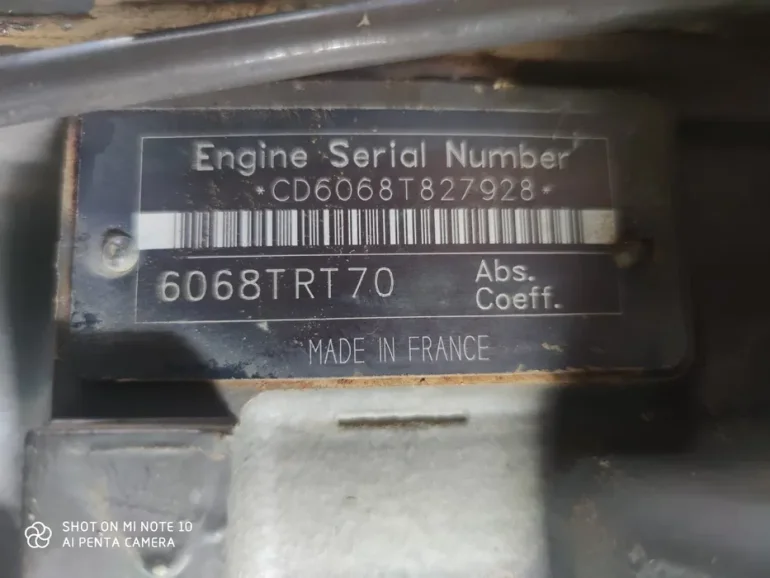 Engine Serial Number
*CD6068T827928*
6068TRT70
Abs.
Coeff.
MADE IN FRANCE
SHOT ON MI NOTE 10
AI PENTA CAMERA